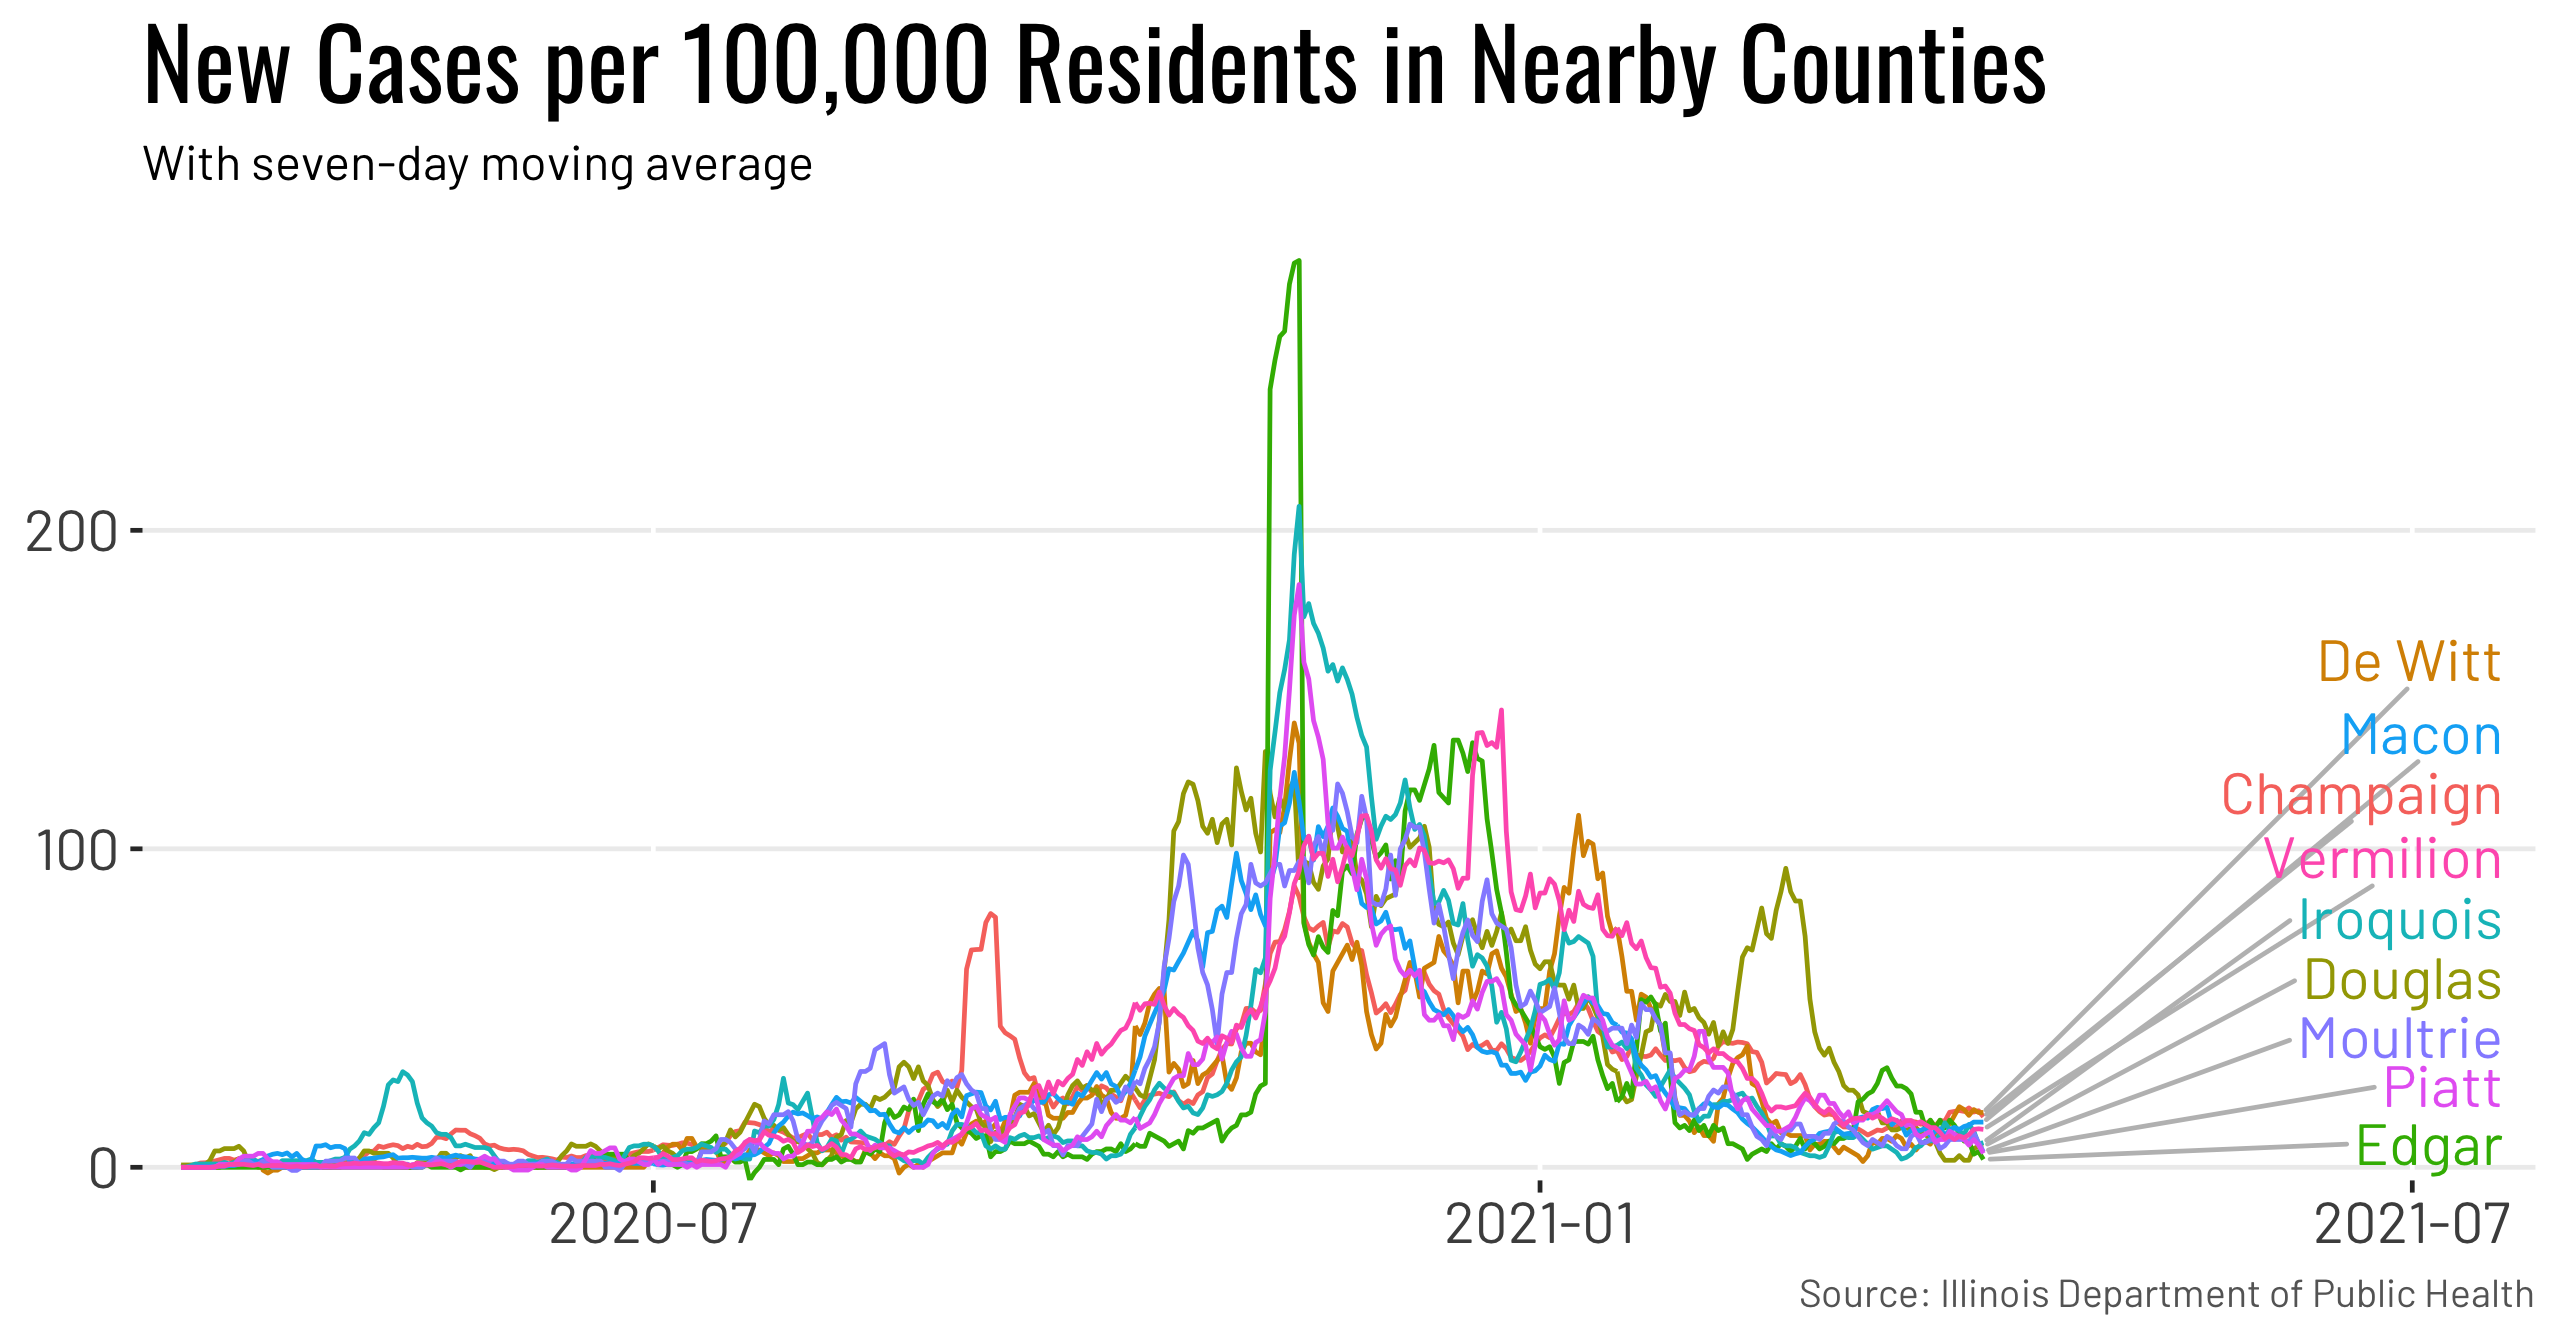 New Cases per 100,000 Residents in Nearby Counties
With seven-day moving average
200
100
0
De Witt
Macon
Champaign
Vermilion
Iroquois
Douglas
Moultrie
Piatt
Edgar
2020-07
2021-01
2021-07
Source: Illinois Department of Public Health